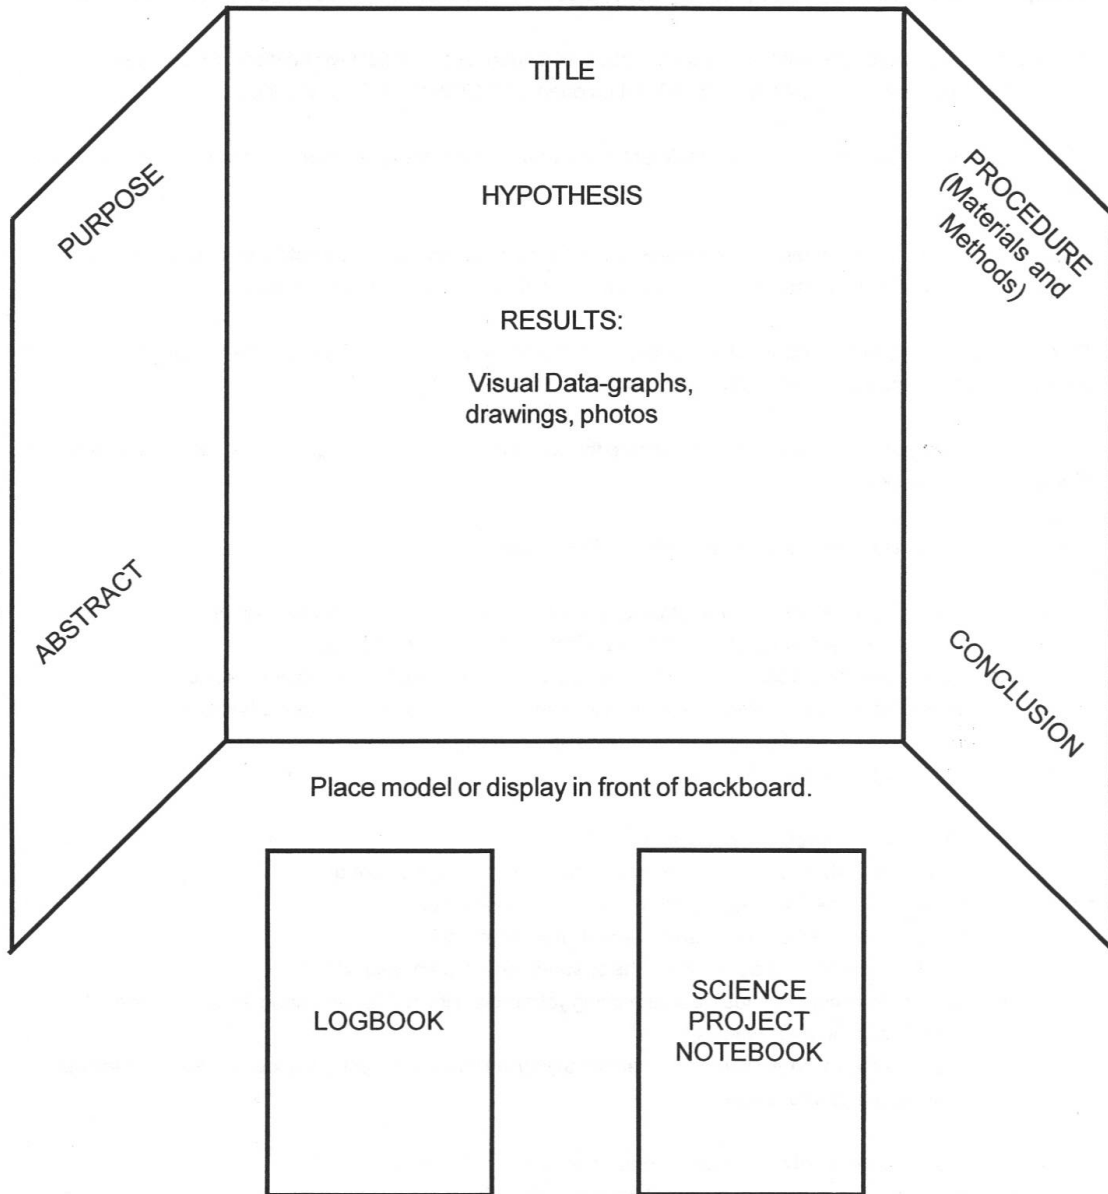 TITLE
HYPOTHESIS
RESULTS:
Visual Data-graphs,
drawings, photos
PURPOSE
ABSTRACT
PROCEDURE
(Materials and
Methods)
CONCLUSION
Place model or display in front of backboard.
LOGBOOK
SCIENCE
PROJECT
NOTEBOOK